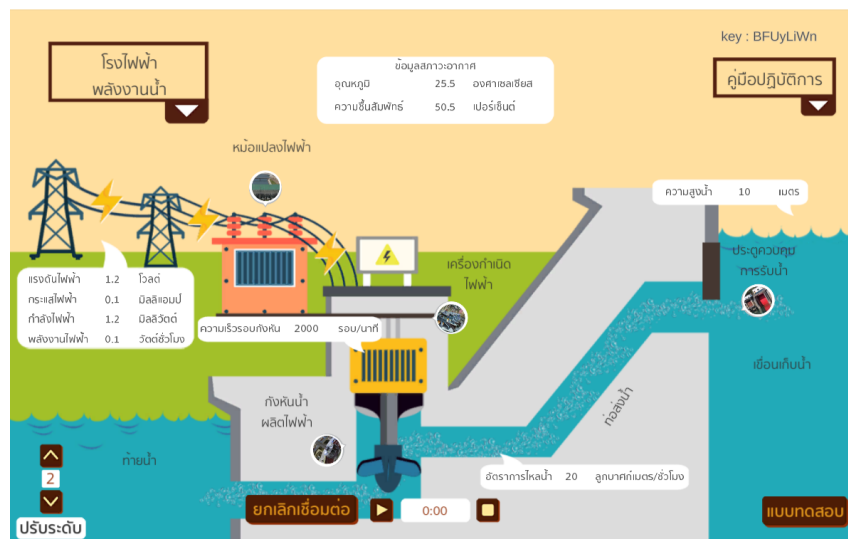 key : BFUyLiWn
โรงไฟฟ้า
พลังงานน้ำ
ข้อมูลสภาวะอากาศ
อุณหภูมิ 25.5 องศาเซลเซียส
ความชื้นสัมพัทธ์ 50.5 เปอร์เซ็นต์
คู่มือปฏิบัติการ
หม้อแปลงไฟฟ้า
ความสูงน้ำ 10 เมตร
ประตูควบคุม
การรับน้ำ
เครื่องกำเนิด
ไฟฟ้า
แรงดันไฟฟ้า 1.2 โวลต์
กระแสไฟฟ้า 0.1 มิลลิแอมป์
กำลังไฟฟ้า 1.2 มิลลิวัตต์
พลังงานไฟฟ้า 0.1 วัตต์ชั่วโมง
ความเร็วรอบกังหัน 2000 รอบ/นาที
เขื่อนเก็บน้ำ
กังหันน้ำ
ผลิตไฟฟ้า
ท่อส่งน้ำ
ท้ายน้ำ
อัตราการไหลน้ำ 20 ลูกบาศก์เมตร/ชั่วโมง
2
ปรับระดับ
ยกเลิกเชื่อมต่อ
0:00
แบบทดสอบ